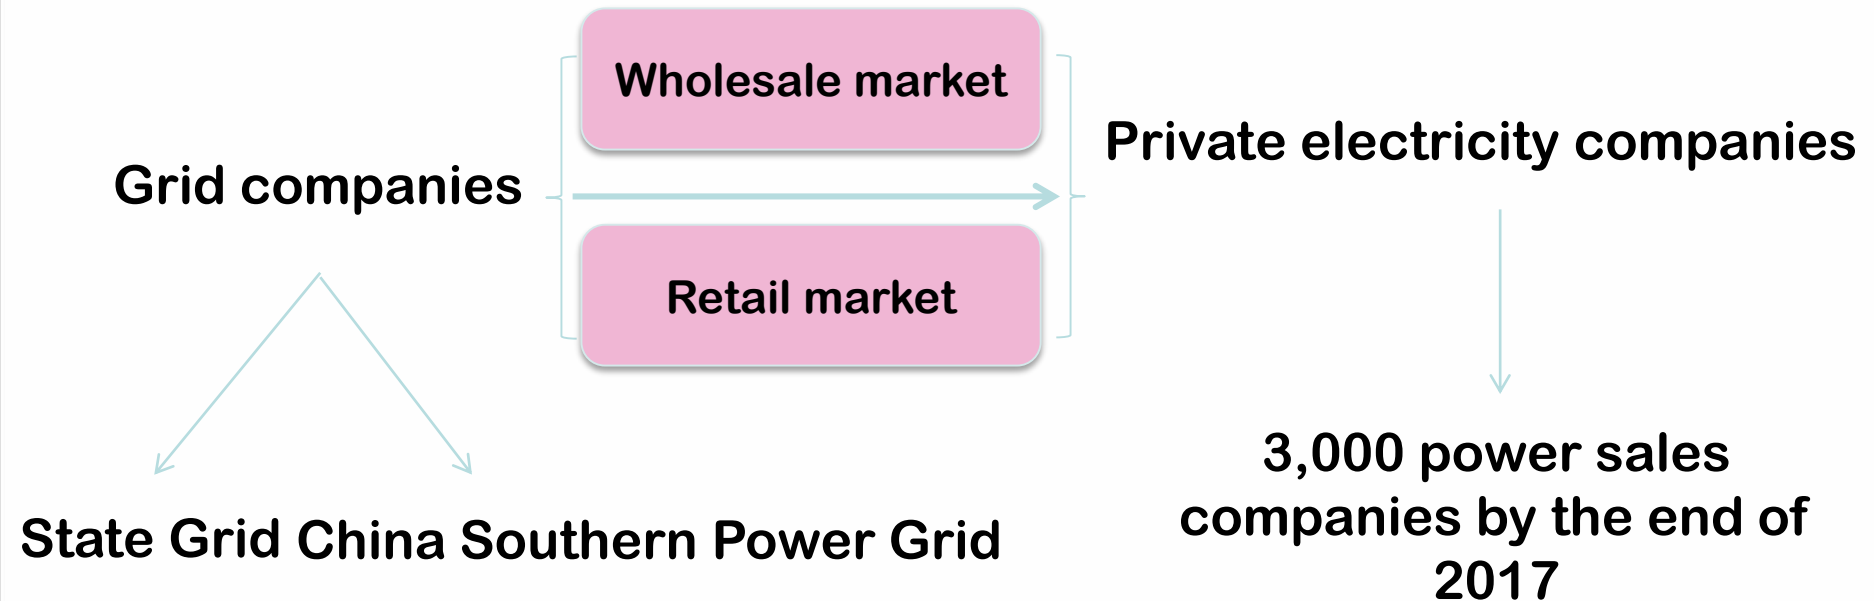 Wholesale market
Private electricity companies
Grid companies
Retail market
3,000 power sales
companies by the end of
2017
State Grid
China Southern Power Grid